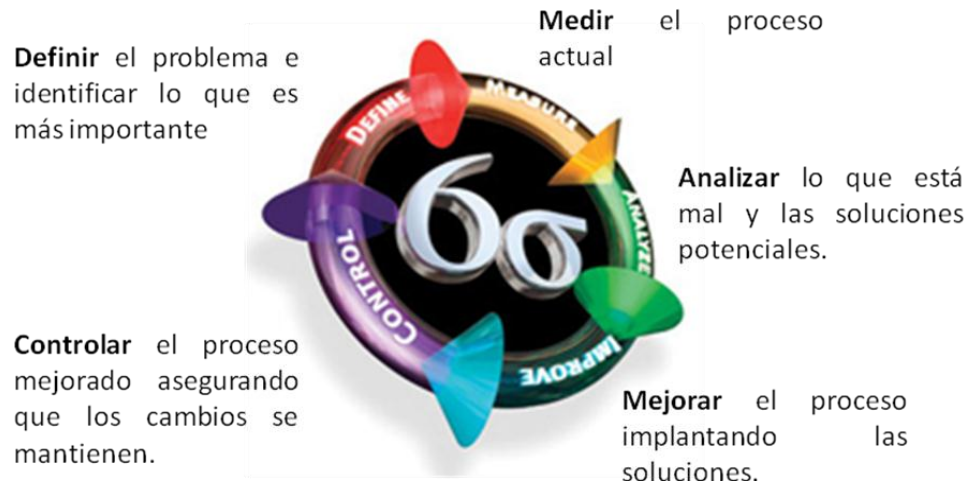 Definir el problema e
identificar lo que es
más importante
Medir el proceso
actual
Analizar lo que está
mal y las soluciones
potenciales.
Mejorar el proceso
implantando las
soluciones.
Controlar el proceso
mejorado asegurando
que los cambios se
mantienen.
DEFINE
MEASURE
ANALYZE
IMPROVE
CONTROL
6σ